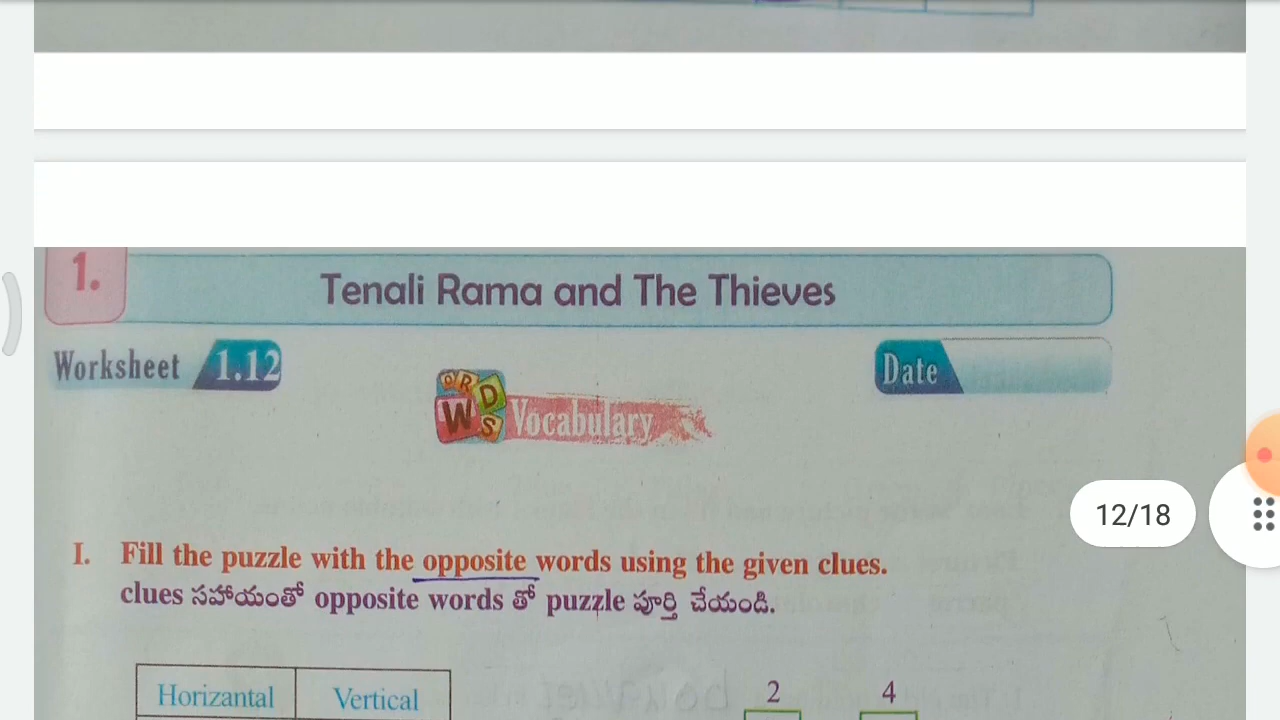 1.
Tenali Rama and The Thieves
Worksheet 1.12
Date
WORDS
Vocabulary
12/18
I. Fill the puzzle with the opposite words using the given clues.
clues సహాయంతో opposite words తో puzzle పూర్తి చేయండి.
Horizantal Vertical
2 4